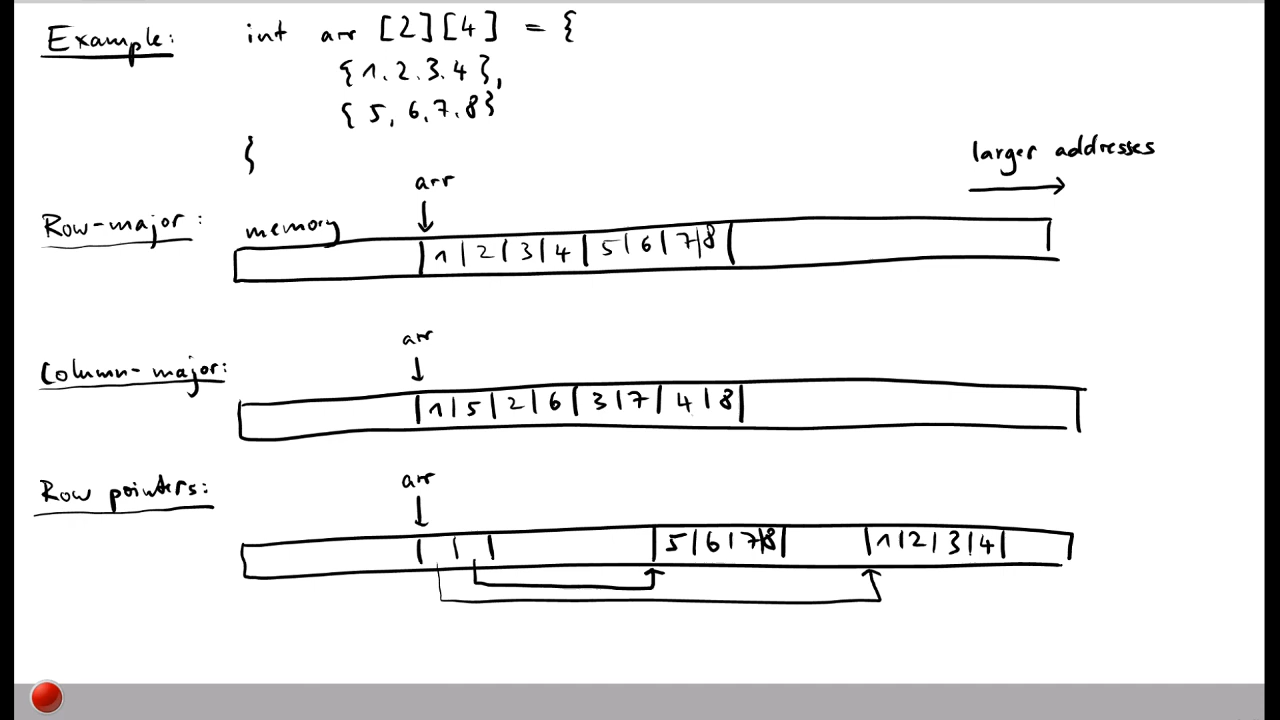 Example: int arr [2][4] = {
{1.2.3.4},
{5, 6.7.8}
}
larger addresses
arr
Row-major: memory
1|2|3|4|5|6|7|8
arr
Column-major:
1|5|2|6|3|7|4|8
arr
Row pointers:
5|6|7|8| 1|2|3|4